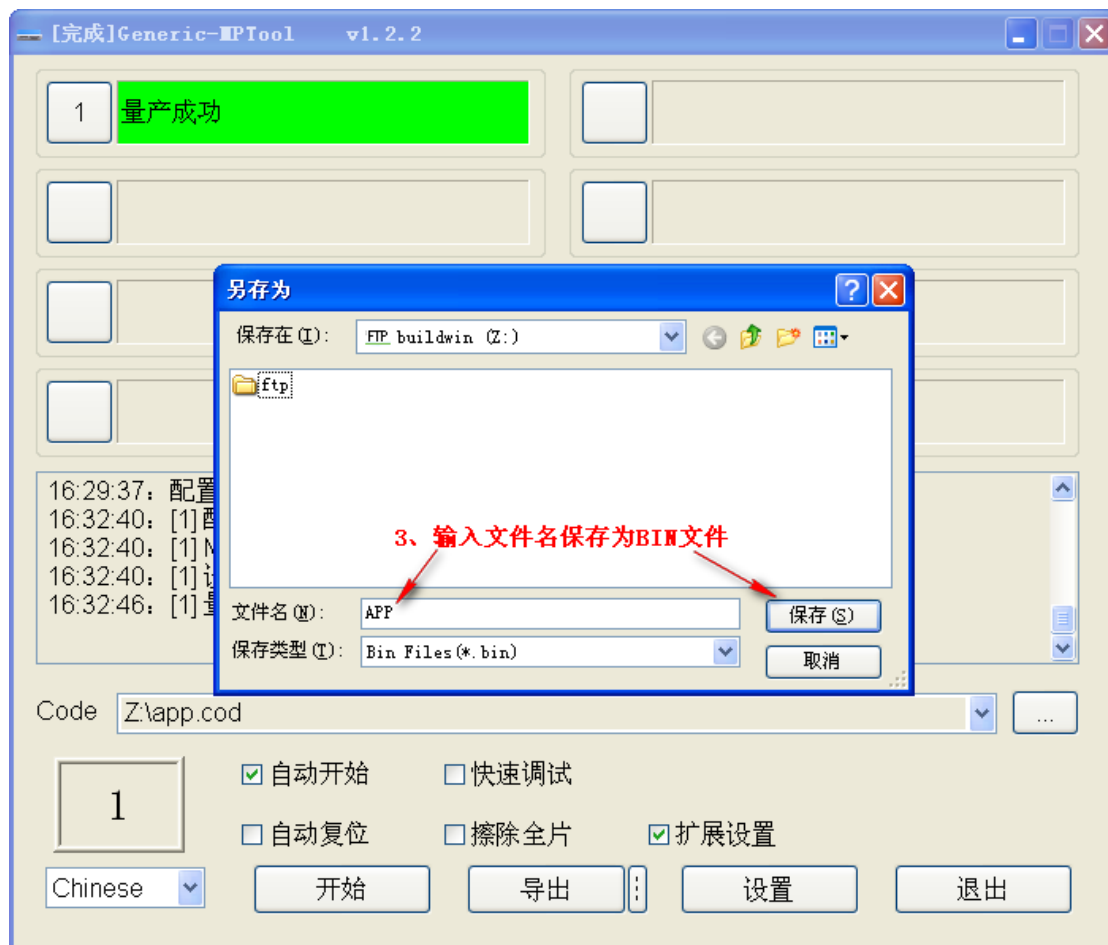 [完成]Generic-MPTool v1.2.2
1
量产成功
另存为
保存在(I):
FTP buildwin (Z:)
ftp
16:29:37：配置
16:32:40：[1]配
16:32:40：[1]
16:32:40：[1]设
16:32:46：[1]量
3、输入文件名保存为BIN文件
文件名(N):
APP
保存(S)
保存类型(T):
Bin Files(*.bin)
取消
Code
Z:\app.cod
...
1
自动开始
快速调试
自动复位
擦除全片
扩展设置
Chinese
开始
导出
设置
退出